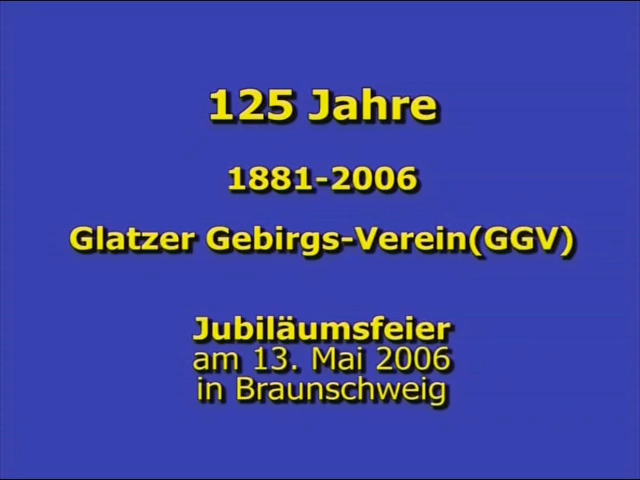 125 Jahre
1881-2006
Glatzer Gebirgs-Verein(GGV)
Jubiläumsfeier
am 13. Mai 2006
in Braunschweig